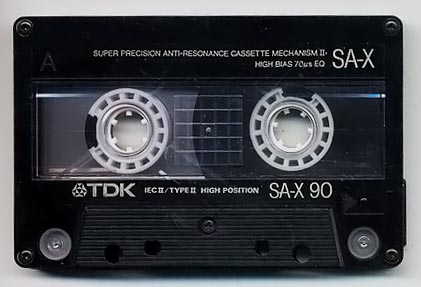 SUPER PRECISION ANTI-RESONANCE CASSETTE MECHANISM II·
A HIGH BIAS 70µs EQ SA-X
TDK IEC II / TYPE II HIGH POSITION SA-X 90